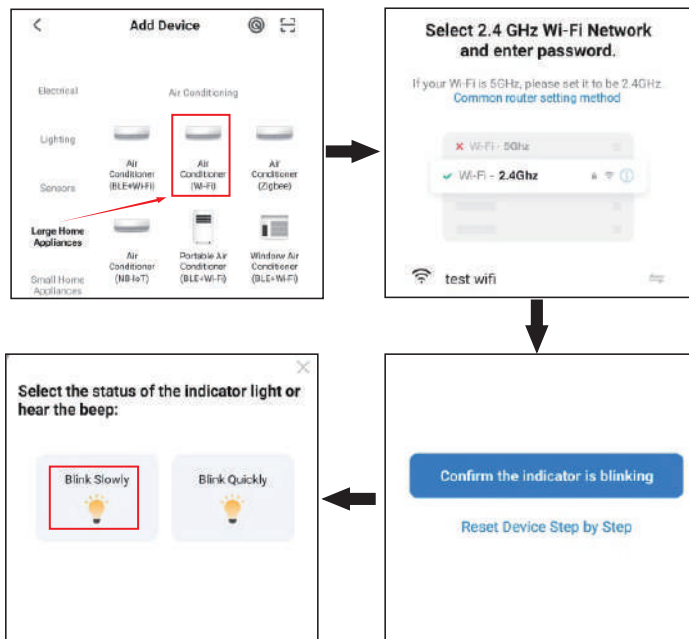 Add Device
Electrical
Air Conditioning
Lighting
Air
Conditioner
(BLE+Wi-Fi)
Air
Conditioner
(Wi-Fi)
Air
Conditioner
(Zigbee)
Sensors
Large Home
Appliances
Air
Conditioner
(NB-IoT)
Portable Air
Conditioner
(BLE+Wi-Fi)
Window Air
Conditioner
(BLE+Wi-Fi)
Small Home
Appliances
Select 2.4 GHz Wi-Fi Network
and enter password.
If your Wi-Fi is 5GHz, please set it to be 2.4GHz.
Common router setting method
Wi-Fi - 5Ghz
Wi-Fi - 2.4Ghz
test wifi
Confirm the indicator is blinking
Reset Device Step by Step
Select the status of the indicator light or
hear the beep:
Blink Slowly
Blink Quickly